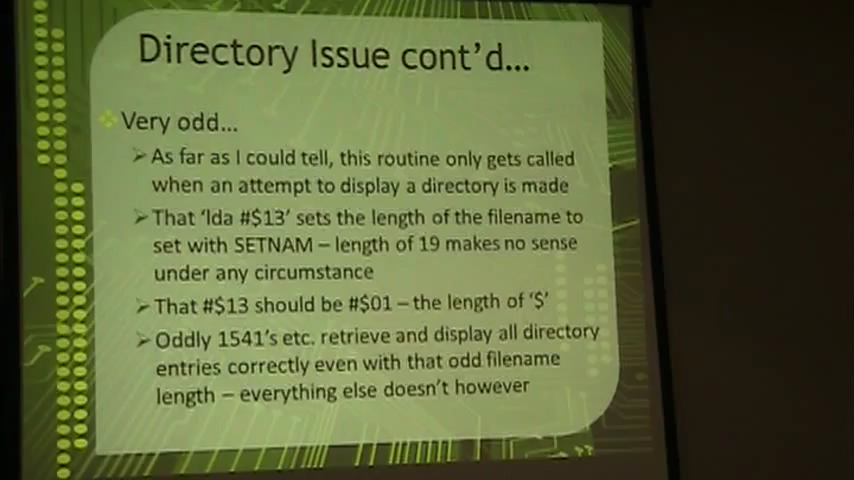 Directory Issue cont'd...
Very odd...
As far as I could tell, this routine only gets called
when an attempt to display a directory is made
That 'lda #$13' sets the length of the filename to
set with SETNAM – length of 19 makes no sense
under any circumstance
That #$13 should be #$01 – the length of '$'
Oddly 1541's etc. retrieve and display all directory
entries correctly even with that odd filename
length – everything else doesn't however